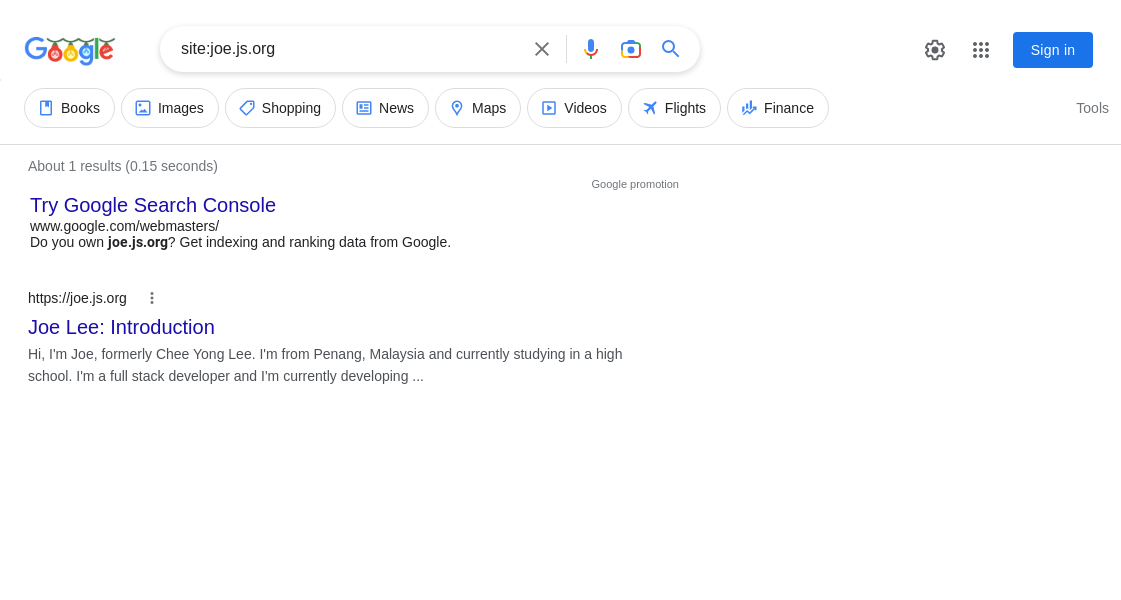 Google
site:joe.js.org
Sign in
Books
Images
Shopping
News
Maps
Videos
Flights
Finance
Tools
About 1 results (0.15 seconds)
Google promotion
Try Google Search Console
www.google.com/webmasters/
Do you own joe.js.org? Get indexing and ranking data from Google.
https://joe.js.org
Joe Lee: Introduction
Hi, I'm Joe, formerly Chee Yong Lee. I'm from Penang, Malaysia and currently studying in a high
school. I'm a full stack developer and I'm currently developing ...